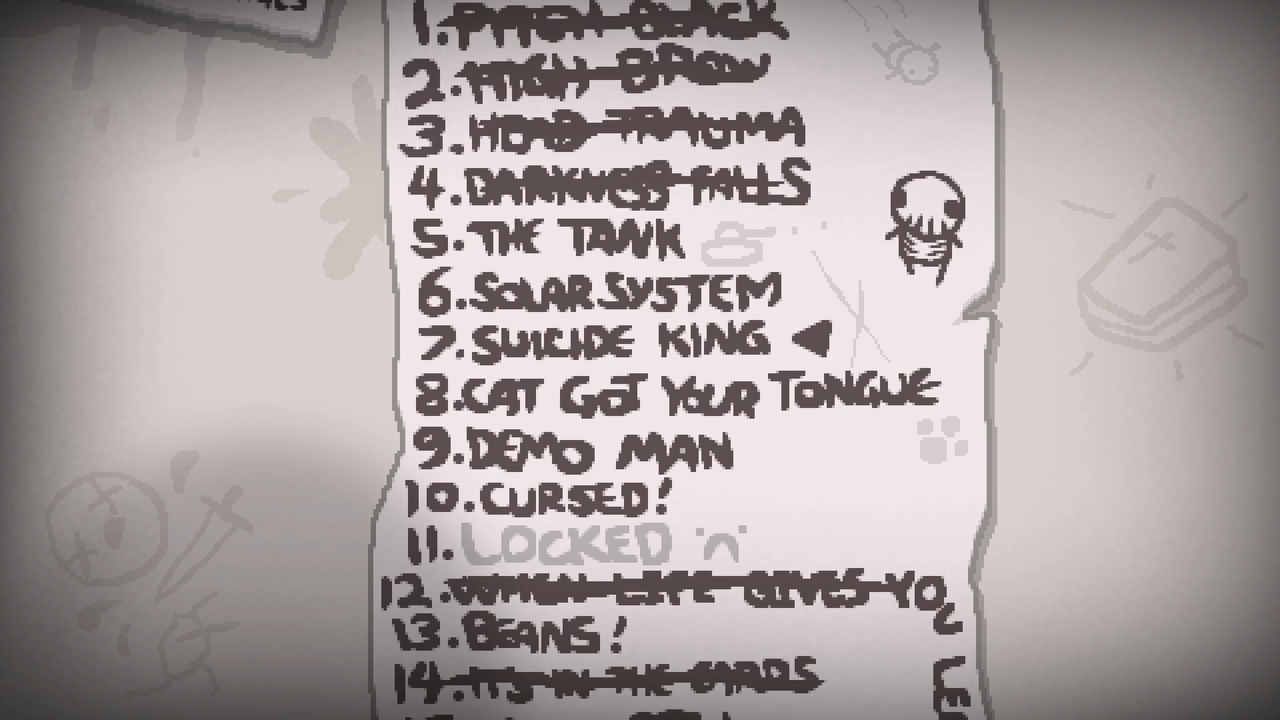 1. PITCH BLACK
2. HIGH BROW
3. HEAD TRAUMA
4. DARKNESS FALLS
5. THE TANK
6. SOLAR SYSTEM
7. SUICIDE KING
8. CAT GOT YOUR TONGUE
9. DEMO MAN
10. CURSED!
11. LOCKED
12. WHEN LIFE GIVES YOU LE
13. BEANS!
14. IT'S IN THE CARDS